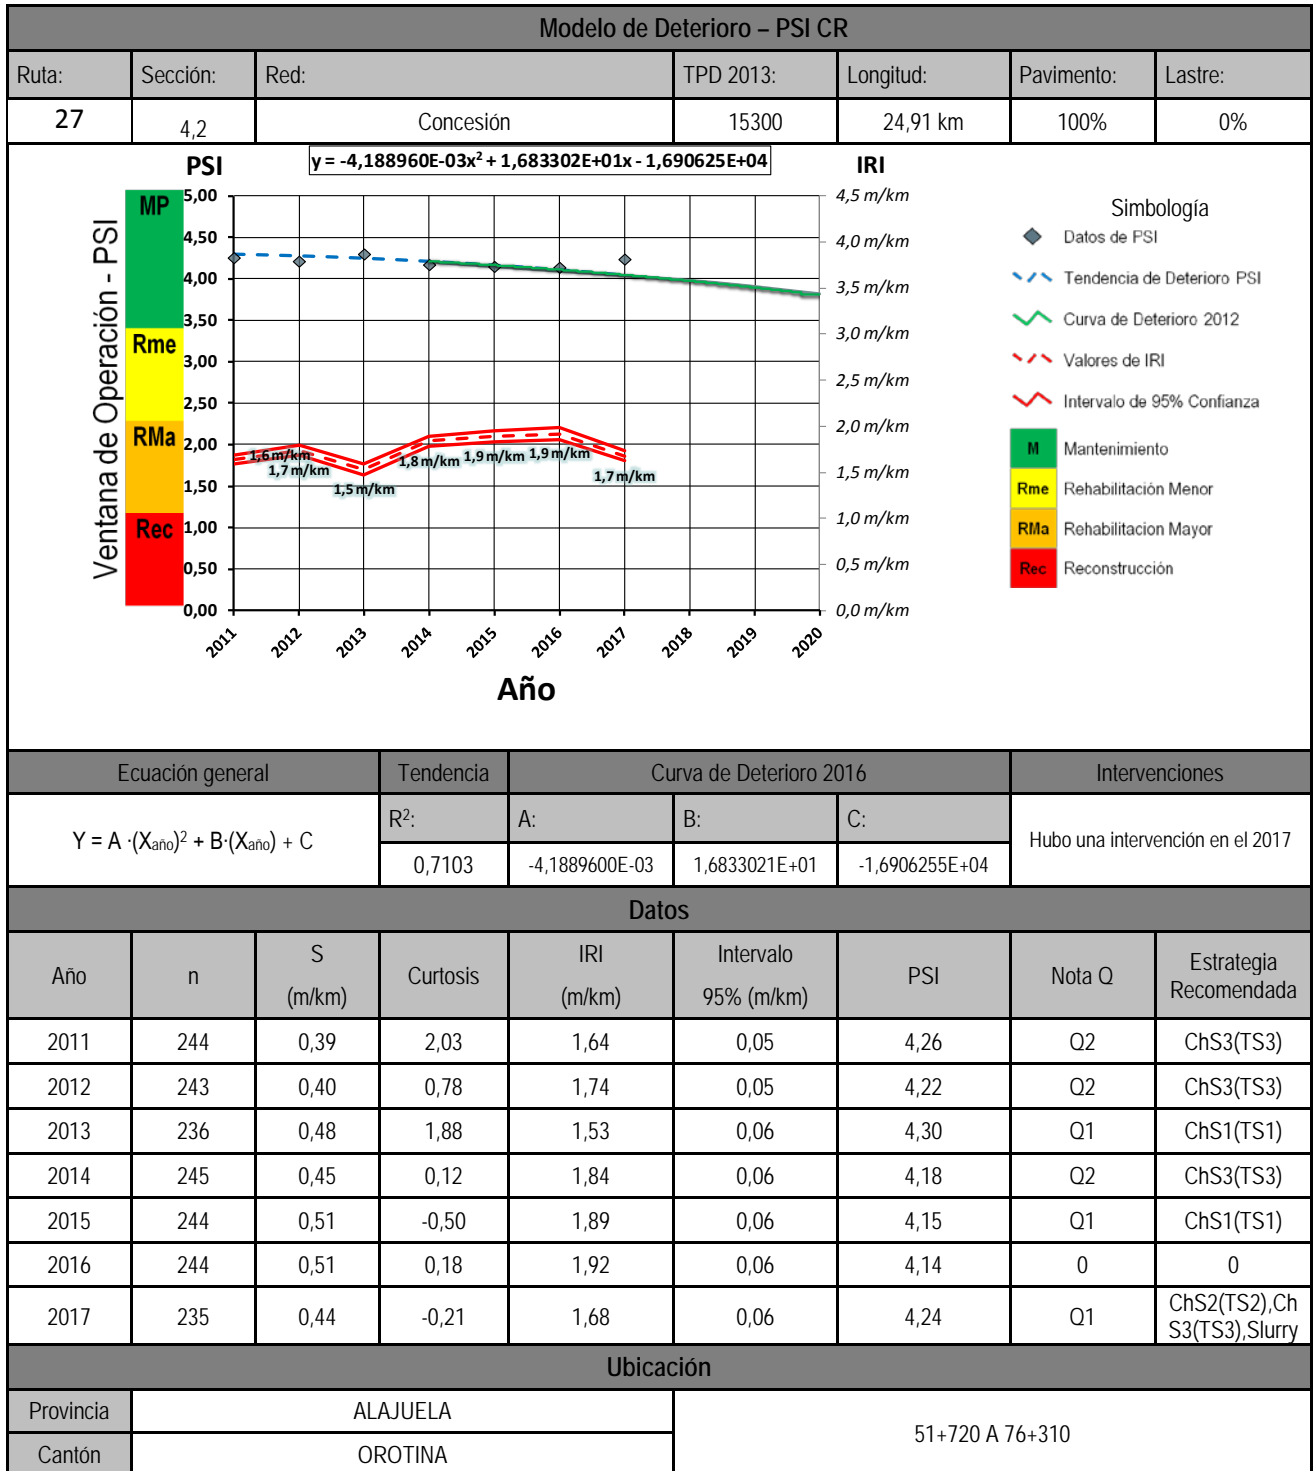 Modelo de Deterioro – PSI CR
Ruta: Sección: Red: TPD 2013: Longitud: Pavimento: Lastre:
27 4,2 Concesión 15300 24,91 km 100% 0%
PSI y = -4,188960E-03x² + 1,683302E+01x - 1,690625E+04 IRI
Ventana de Operación - PSI
MP
Rme
RMa
Rec
5,00
4,50
4,00
3,50
3,00
2,50
2,00
1,50
1,00
0,50
0,00
4,5 m/km
4,0 m/km
3,5 m/km
3,0 m/km
2,5 m/km
2,0 m/km
1,5 m/km
1,0 m/km
0,5 m/km
0,0 m/km
1,6 m/km
1,7 m/km
1,5 m/km
1,8 m/km
1,9 m/km
1,9 m/km
1,7 m/km
2011 2012 2013 2014 2015 2016 2017 2018 2019 2020
Año
Simbología
Datos de PSI
Tendencia de Deterioro PSI
Curva de Deterioro 2012
Valores de IRI
Intervalo de 95% Confianza
M Mantenimiento
Rme Rehabilitación Menor
RMa Rehabilitacion Mayor
Rec Reconstrucción
Ecuación general Tendencia Curva de Deterioro 2016 Intervenciones
Y = A ·(Xaño)² + B·(Xaño) + C
R²: A: B: C:
0,7103 -4,1889600E-03 1,6833021E+01 -1,6906255E+04
Hubo una intervención en el 2017
Datos
Año n S (m/km) Curtosis IRI (m/km) Intervalo 95% (m/km) PSI Nota Q Estrategia Recomendada
2011 244 0,39 2,03 1,64 0,05 4,26 Q2 ChS3(TS3)
2012 243 0,40 0,78 1,74 0,05 4,22 Q2 ChS3(TS3)
2013 236 0,48 1,88 1,53 0,06 4,30 Q1 ChS1(TS1)
2014 245 0,45 0,12 1,84 0,06 4,18 Q2 ChS3(TS3)
2015 244 0,51 -0,50 1,89 0,06 4,15 Q1 ChS1(TS1)
2016 244 0,51 0,18 1,92 0,06 4,14 0 0
2017 235 0,44 -0,21 1,68 0,06 4,24 Q1 ChS2(TS2),Ch
S3(TS3),Slurry
Ubicación
Provincia ALAJUELA
Cantón OROTINA
51+720 A 76+310